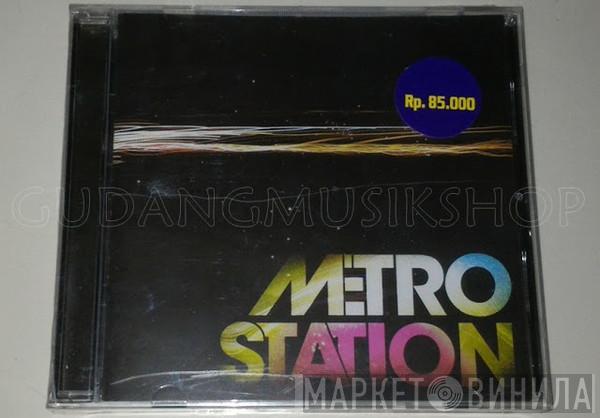 Rp. 85.000
GUDANGMUSIKSHOP
METRO
STATION
МАРКЕТ ВИНИЛА